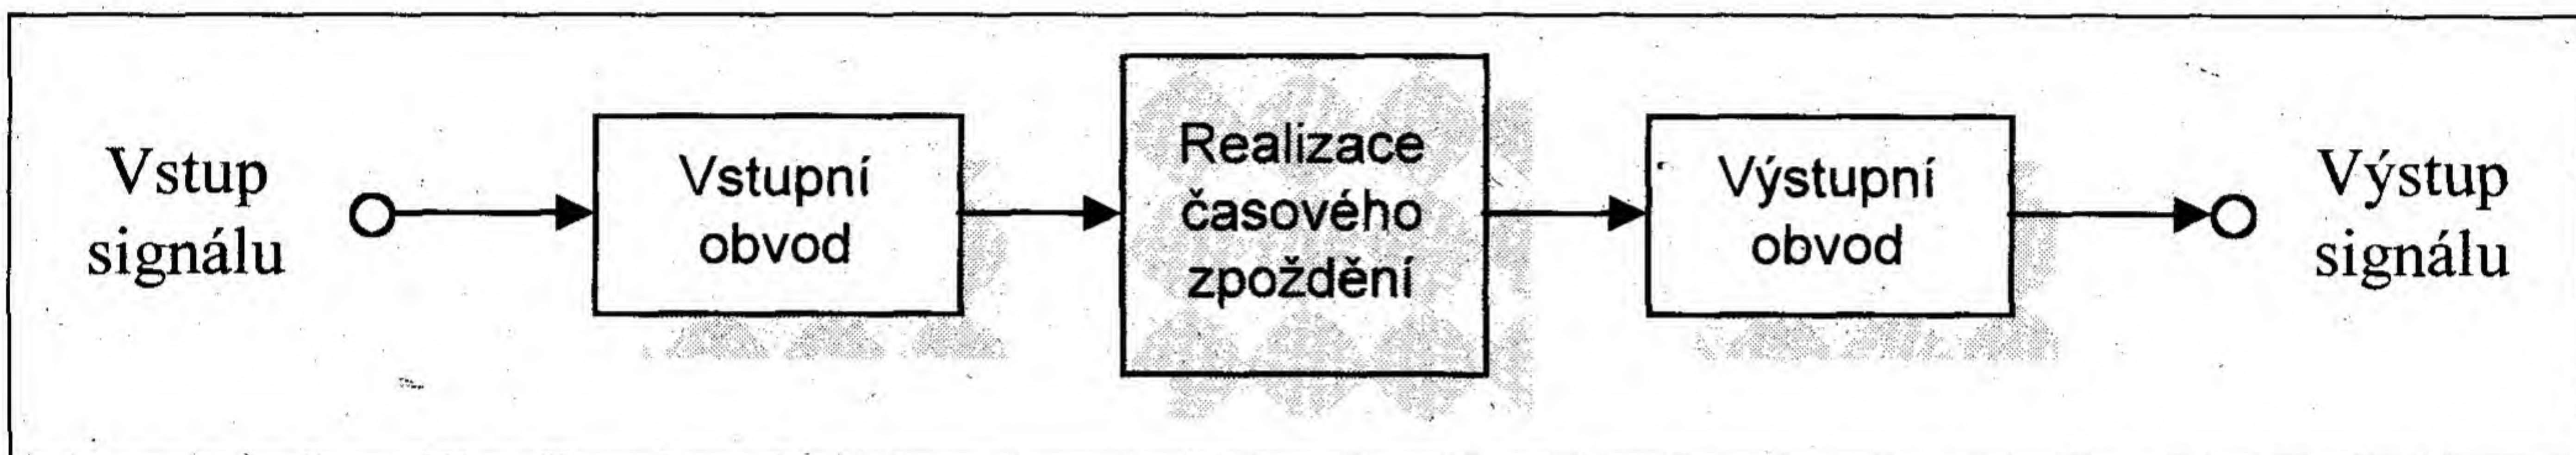 Vstup
signálu
Vstupní
obvod
Realizace
časového
zpoždění
Výstupní
obvod
Výstup
signálu